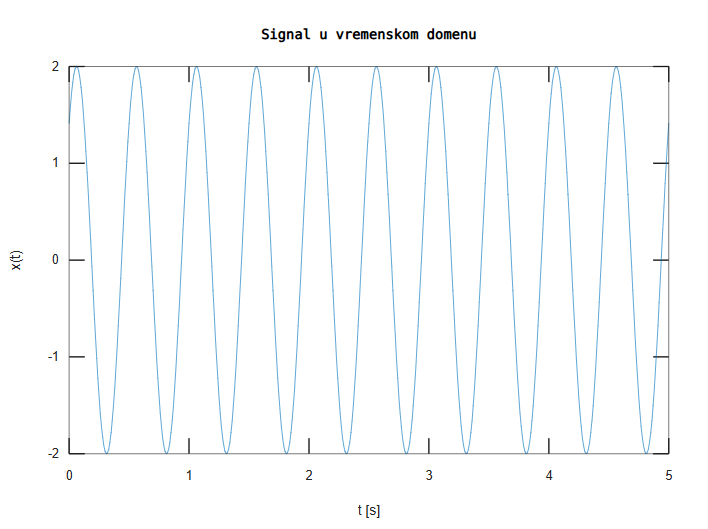 Signal u vremenskom domenu
2
1
0
-1
-2
x(t)
0 1 2 3 4 5
t [s]